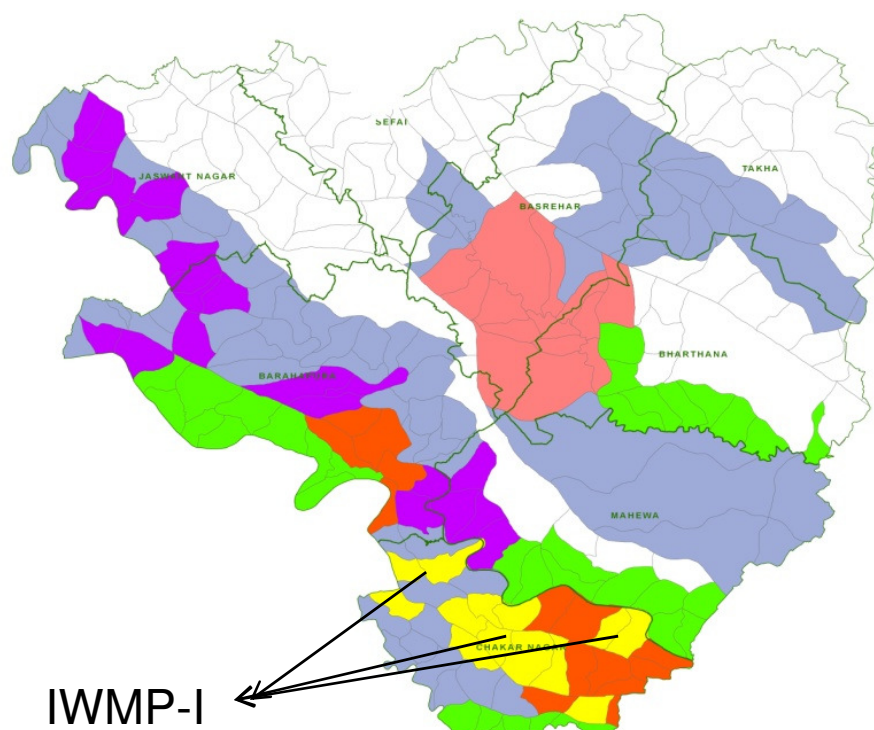 SEFAI
TAKHA
JASWANT NAGAR
BASREHAR
BHARTHANA
MAHEWA
CHAKAR NAGAR
IWMP-I